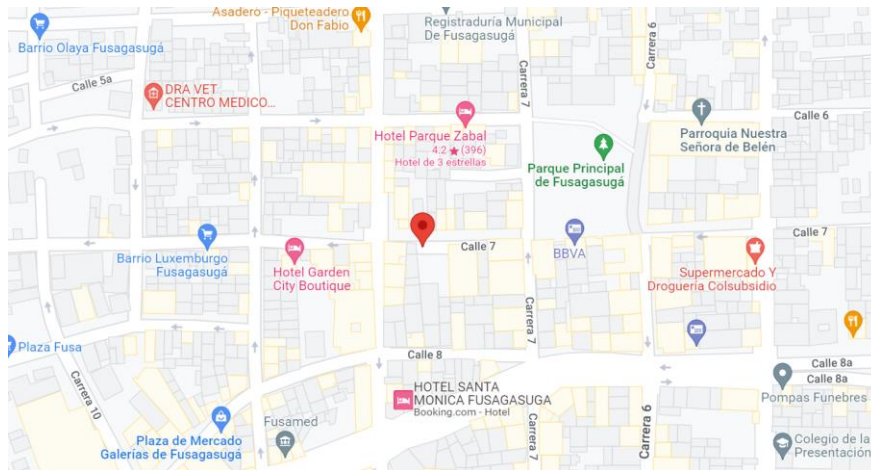 Asadero - Piqueteadero
Don Fabio
Registraduría Municipal
De Fusagasugá
Barrio Olaya Fusagasugá
Calle 5a
DRA VET
CENTRO MEDICO...
Carrera 7
Carrera 6
Calle 6
Hotel Parque Zabal
4.2 ★ (396)
Hotel de 3 estrellas
Parroquia Nuestra
Señora de Belén
Parque Principal
de Fusagasugá
Calle 7
Calle 7
Barrio Luxemburgo
Fusagasugá
Hotel Garden
City Boutique
BBVA
Supermercado Y
Droguería Colsubsidio
Carrera 7
Plaza Fusa
Calle 8
Calle 8a
Calle 8a
Carrera 10
HOTEL SANTA
MONICA FUSAGASUGA
Booking.com - Hotel
Pompas Funebres
Carrera 6
Plaza de Mercado
Galerías de Fusagasugá
Fusamed
Colegio de la
Presentación